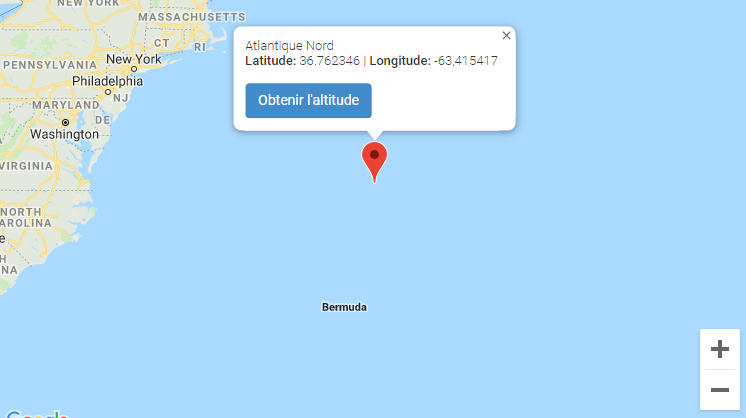 NEW YORK
MASSACHUSETTS
CT
RI
PENNSYLVANIA
New York
Philadelphia
NJ
MARYLAND
DE
Washington
VIRGINIA
NORTH
CAROLINA
Atlantique Nord
Latitude: 36.762346 | Longitude: -63,415417
Obtenir l'altitude
Bermuda
Google